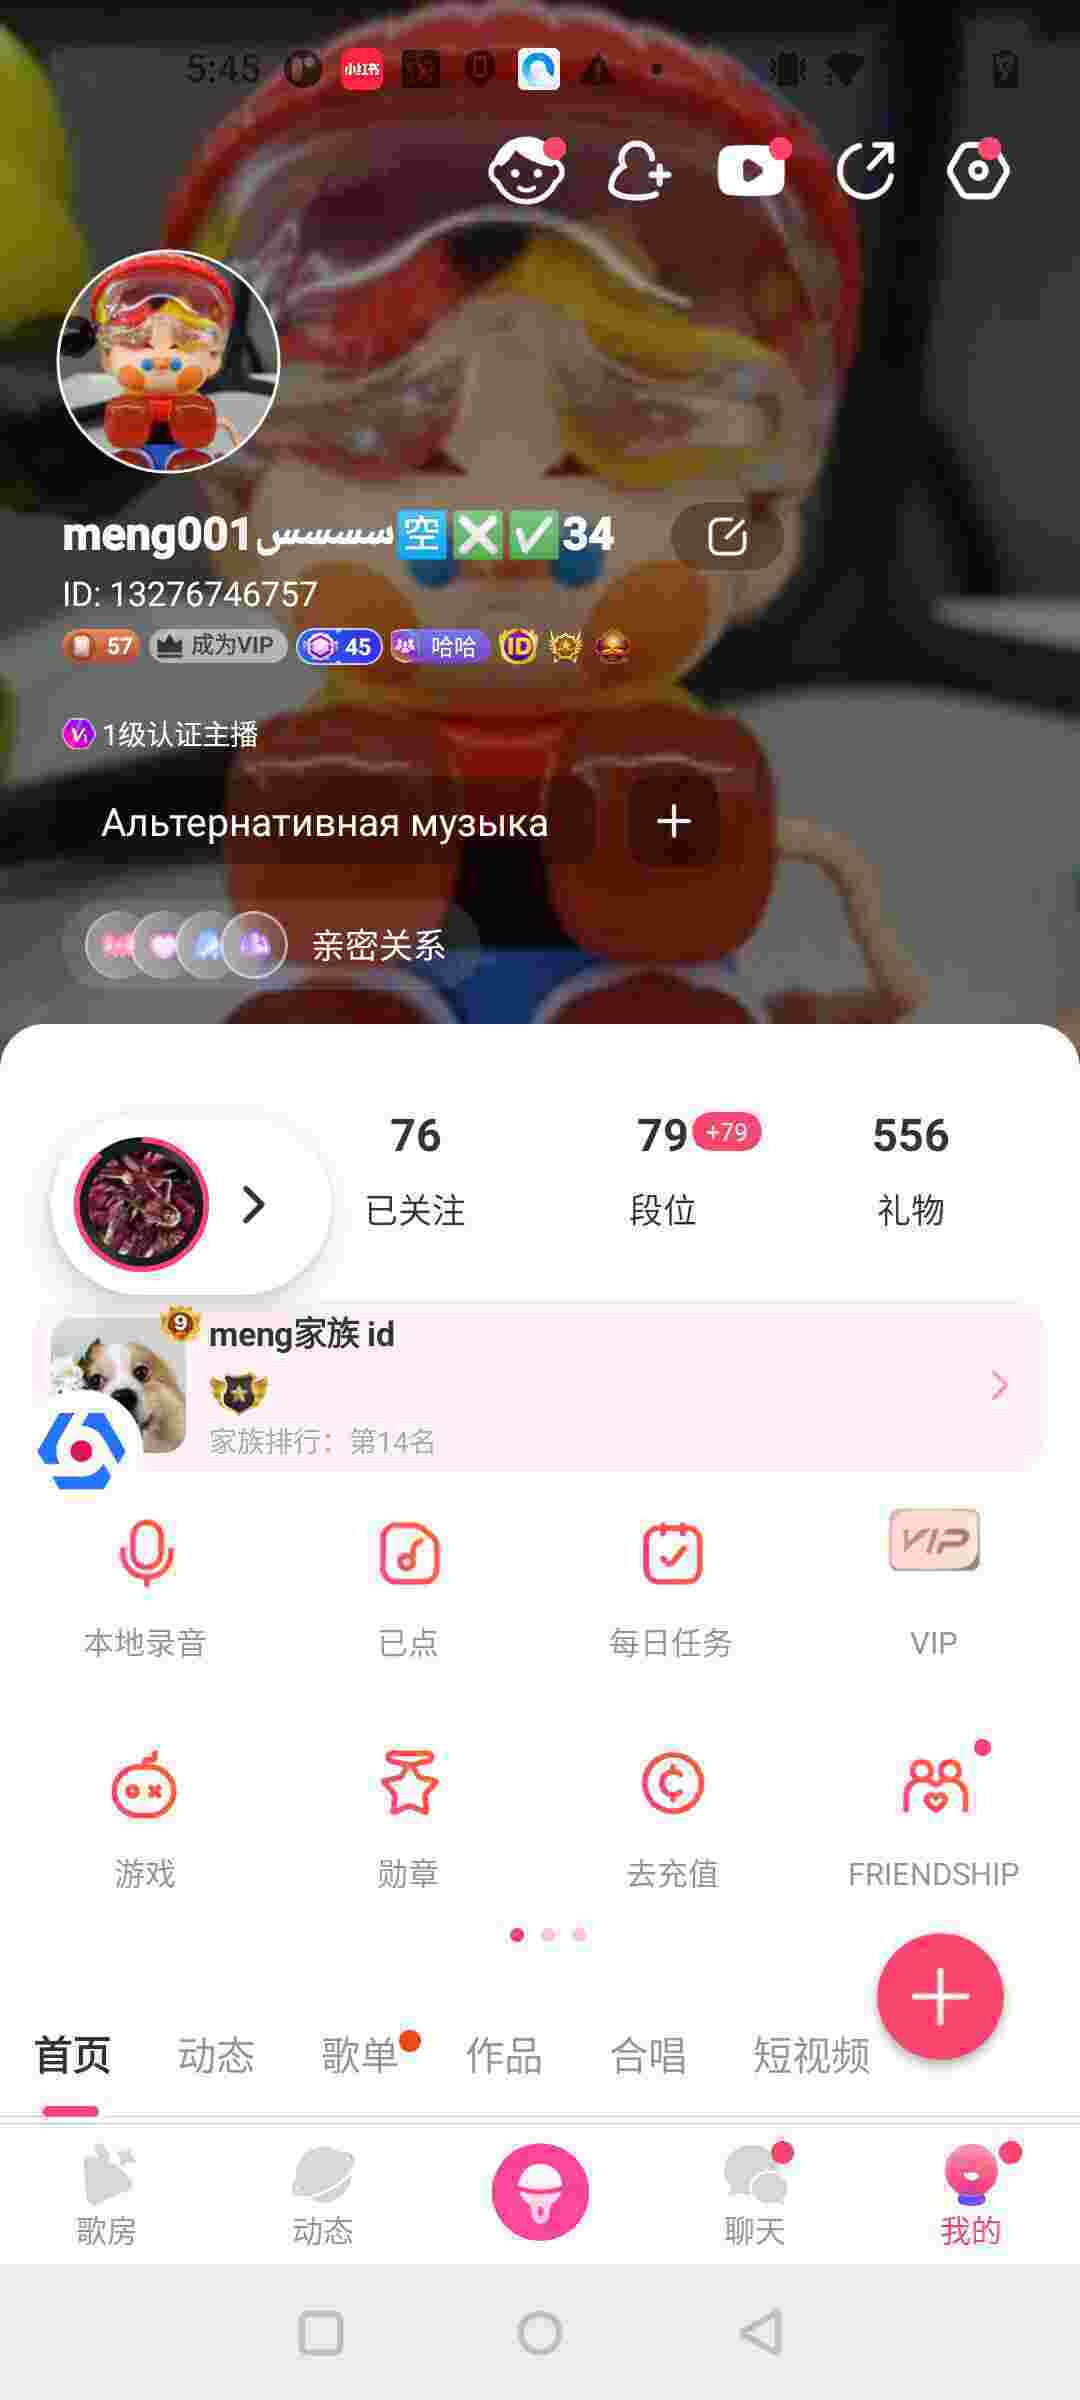 5:45
小红书
meng001سسسسس🈳❎✅34
ID: 13276746757
57 成为VIP 45 哈哈 ID
V1 1级认证主播
Альтернативная музыка
亲密关系
76 79 +79 556
已关注 段位 礼物
9 meng家族 id
家族排行：第14名
VIP
本地录音 已点 每日任务 VIP
游戏 勋章 去充值 FRIENDSHIP
首页 动态 歌单 作品 合唱 短视频
歌房 动态 聊天 我的